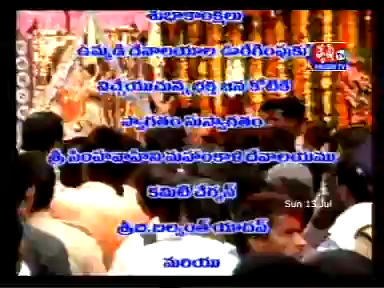 శుభాకాంక్షలు
ఉమ్మడి దేవాలయాల ఊరేగింపుకు
విచ్చేయుచున్న భక్త జన కోటికి
స్వాగతం సుస్వాగతం
శ్రీ సింహవాహిని మహంకాళి దేవాలయము
కమిటి చేర్మన్
శ్రీ బి.బల్వంత్ యాదవ్
మరియు
Sun 13 Jul